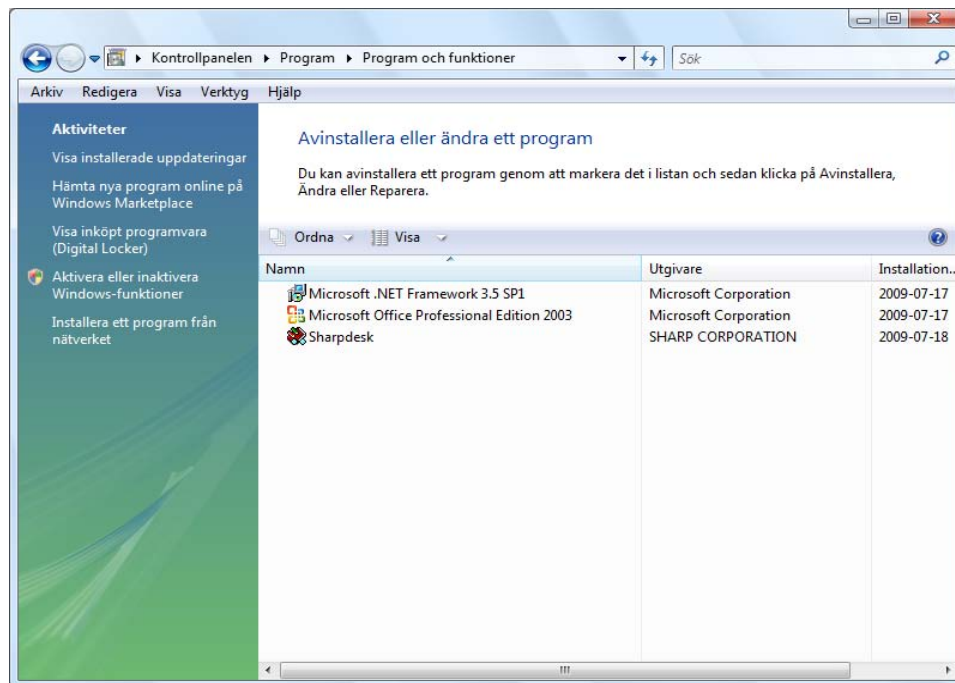 Kontrollpanelen Program Program och funktioner Sök
Arkiv Redigera Visa Verktyg Hjälp
Aktiviteter
Visa installerade uppdateringar
Hämta nya program online på
Windows Marketplace
Visa inköpt programvara
(Digital Locker)
Aktivera eller inaktivera
Windows-funktioner
Installera ett program från
nätverket
Avinstallera eller ändra ett program
Du kan avinstallera ett program genom att markera det i listan och sedan klicka på Avinstallera,
Ändra eller Reparera.
Ordna Visa
Namn Utgivare Installation...
Microsoft .NET Framework 3.5 SP1 Microsoft Corporation 2009-07-17
Microsoft Office Professional Edition 2003 Microsoft Corporation 2009-07-17
Sharpdesk SHARP CORPORATION 2009-07-18